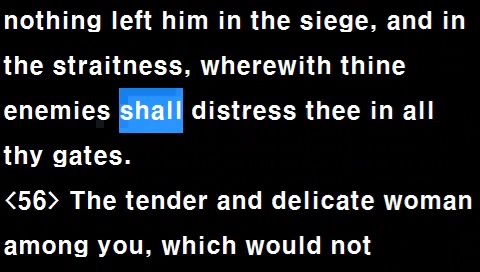 nothing left him in the siege, and in
the straitness, wherewith thine
enemies shall distress thee in all
thy gates.
<56> The tender and delicate woman
among you, which would not